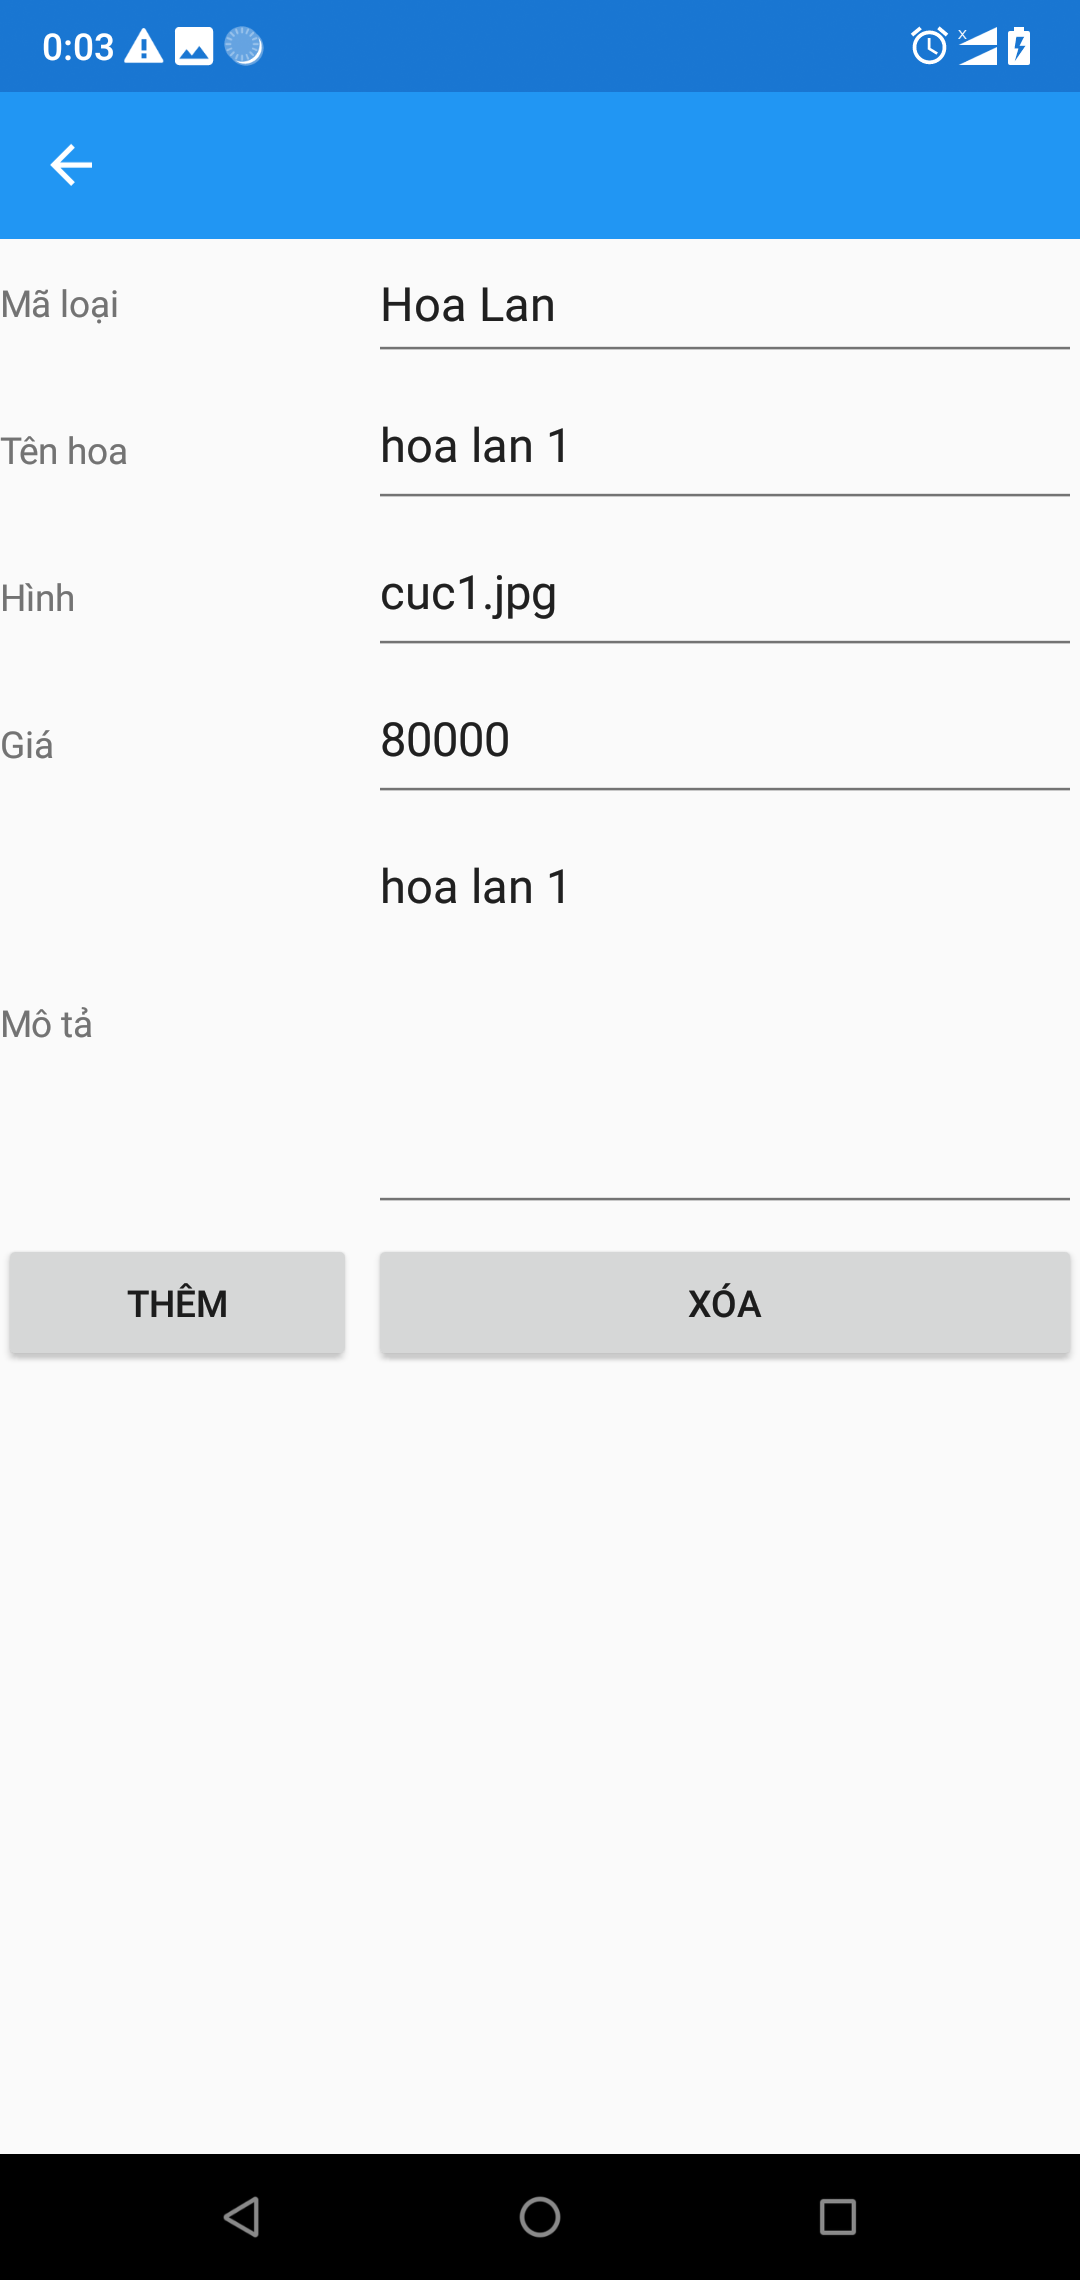 0:03
Mã loại
Hoa Lan
Tên hoa
hoa lan 1
Hình
cuc1.jpg
Giá
80000
hoa lan 1
Mô tả
THÊM
XÓA